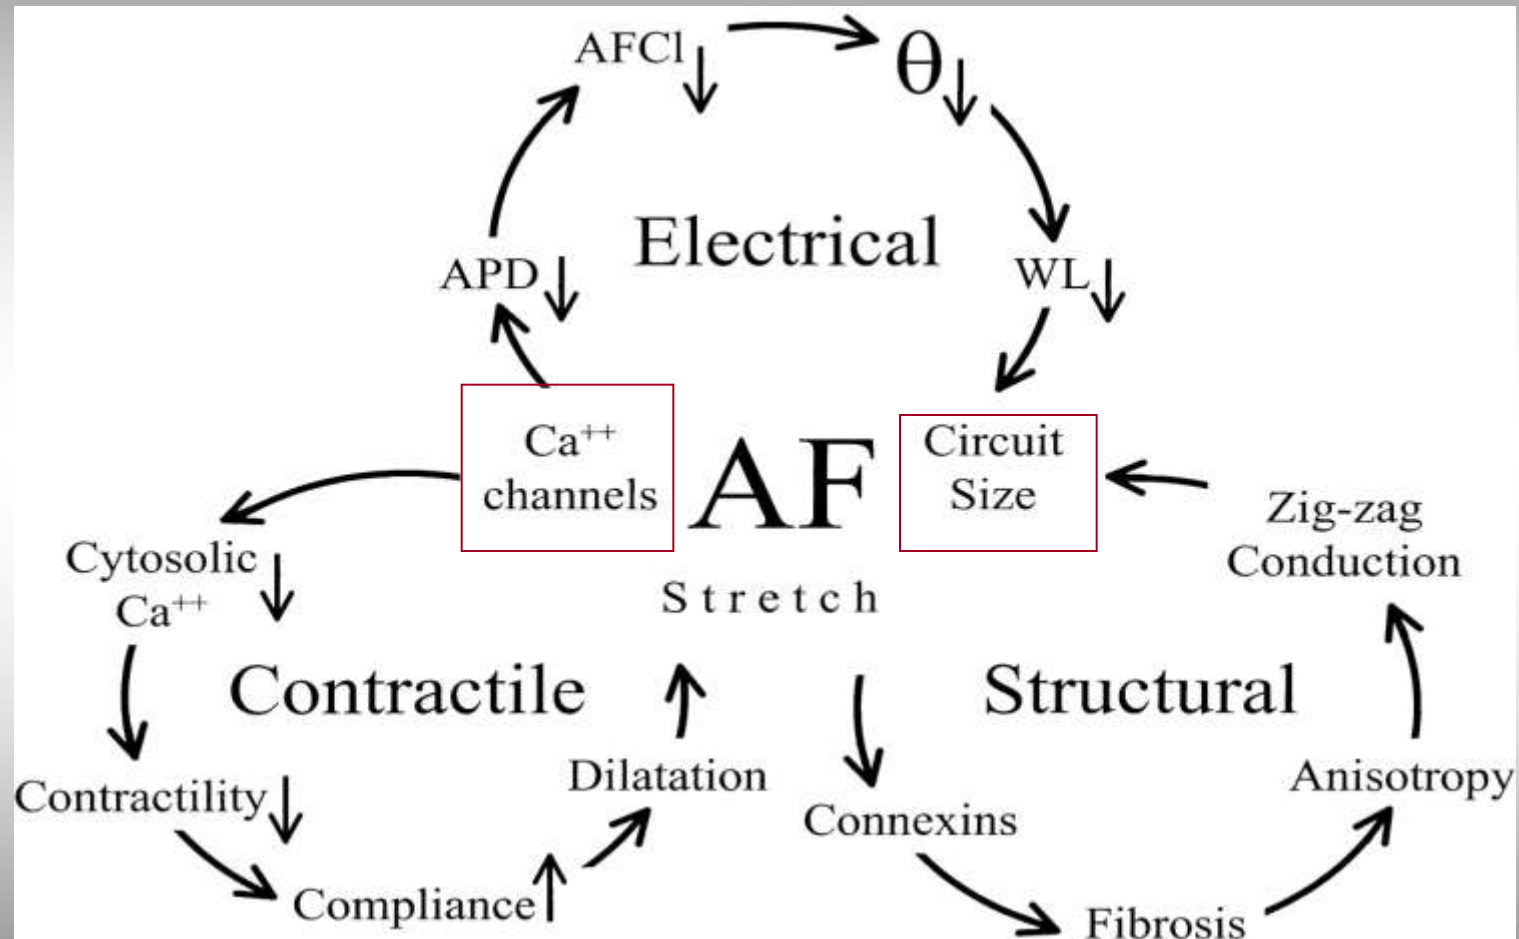 AFCl ↓
θ ↓
Electrical
APD ↓
WL ↓
Ca⁺⁺
channels
AF
Circuit
Size
Zig-zag
Conduction
Cytosolic ↓
Ca⁺⁺
Stretch
Contractile
Structural
Contractility ↓
Dilatation
Anisotropy
Connexins
Compliance ↑
Fibrosis